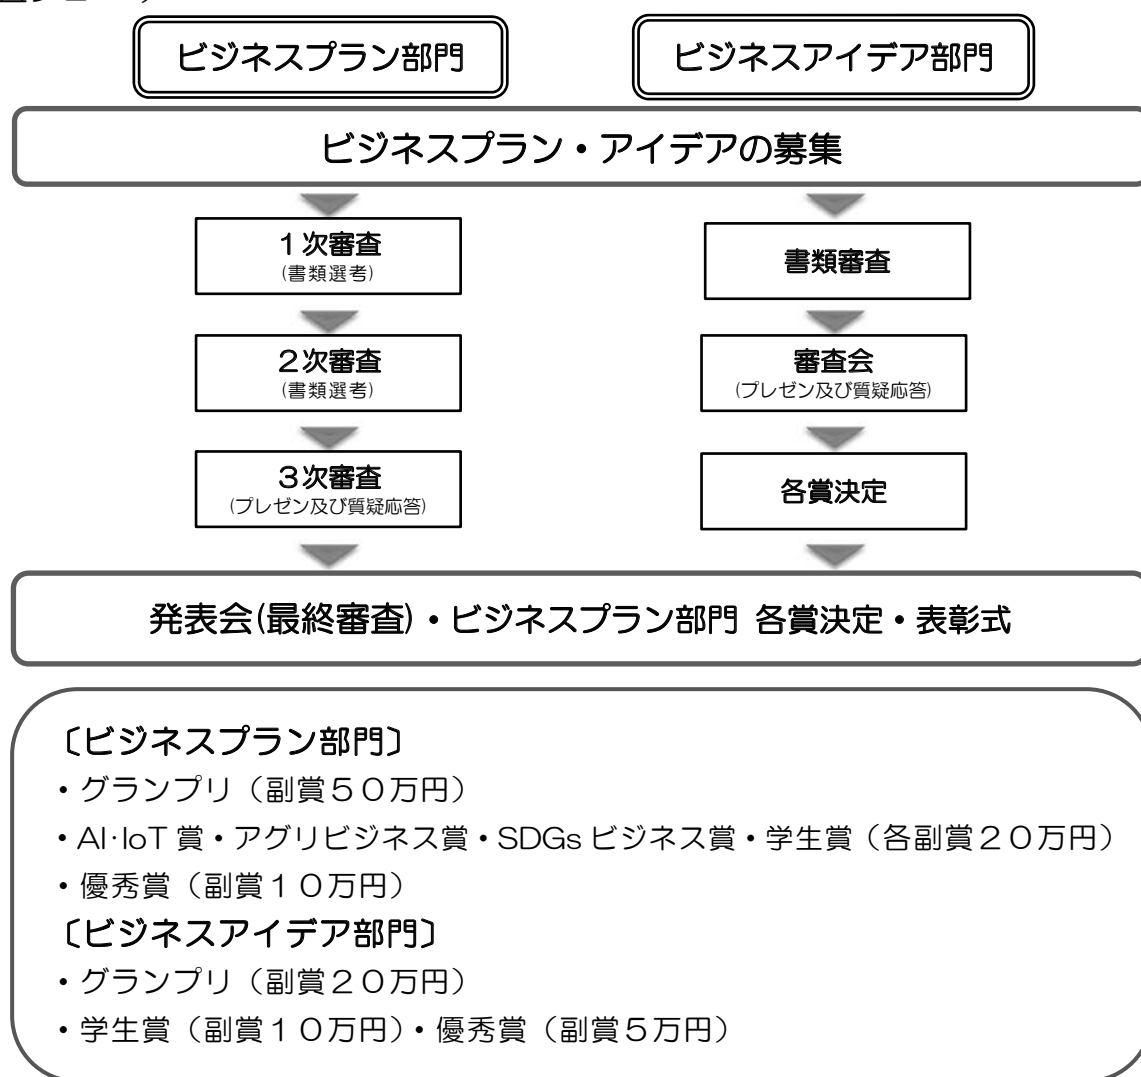 ビジネスプラン部門
ビジネスアイデア部門
ビジネスプラン・アイデアの募集
１次審査
(書類選考)
２次審査
(書類選考)
３次審査
(プレゼン及び質疑応答)
書類審査
審査会
(プレゼン及び質疑応答)
各賞決定
発表会(最終審査)・ビジネスプラン部門 各賞決定・表彰式
〔ビジネスプラン部門〕
・グランプリ（副賞５０万円）
・AI･IoT 賞・アグリビジネス賞・SDGs ビジネス賞・学生賞（各副賞２０万円）
・優秀賞（副賞１０万円）
〔ビジネスアイデア部門〕
・グランプリ（副賞２０万円）
・学生賞（副賞１０万円）・優秀賞（副賞５万円）